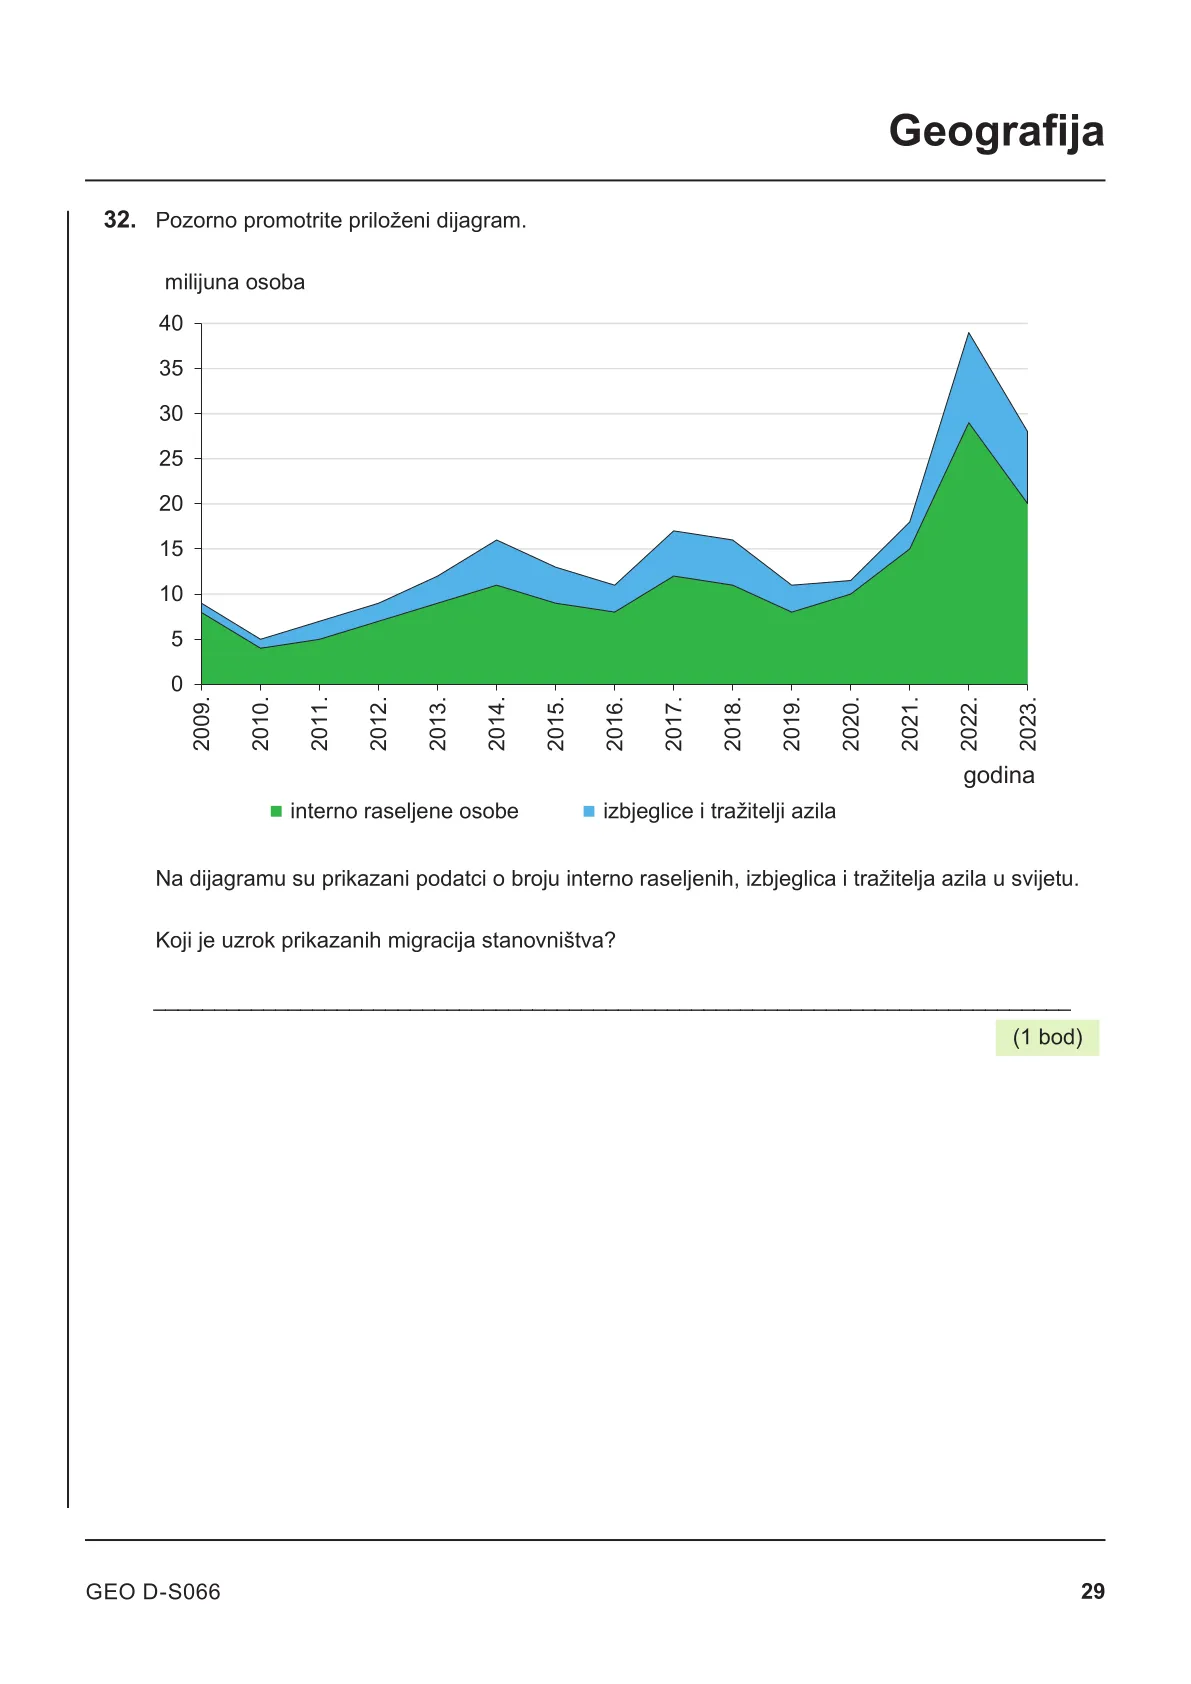 Geografija
32. Pozorno promotrite priloženi dijagram.
milijuna osoba
40
35
30
25
20
15
10
5
0
2009. 2010. 2011. 2012. 2013. 2014. 2015. 2016. 2017. 2018. 2019. 2020. 2021. 2022. 2023.
godina
interno raseljene osobe izbjeglice i tražitelji azila
Na dijagramu su prikazani podatci o broju interno raseljenih, izbjeglica i tražitelja azila u svijetu.
Koji je uzrok prikazanih migracija stanovništva?
(1 bod)
GEO D-S066 29